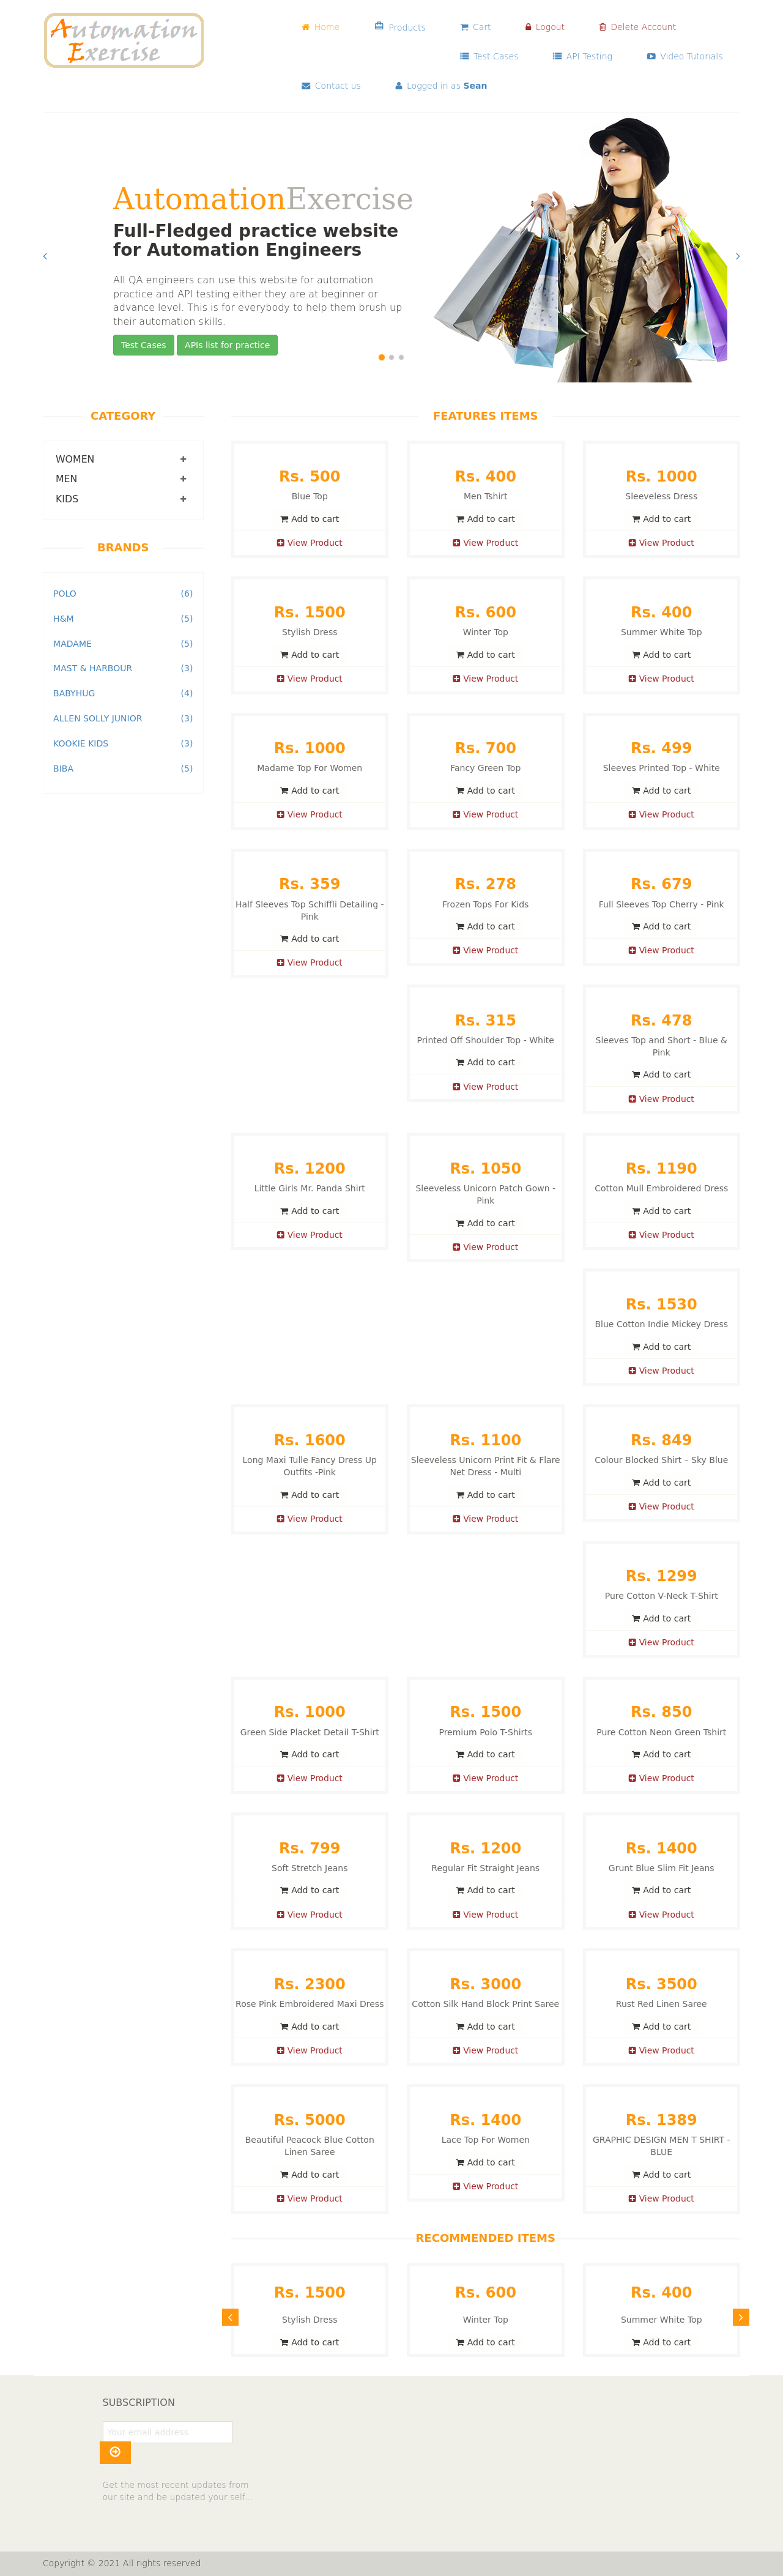 Automation
Exercise
Home Products Cart Logout Delete Account
Test Cases API Testing Video Tutorials
Contact us Logged in as Sean
AutomationExercise
Full-Fledged practice website
for Automation Engineers
All QA engineers can use this website for automation
practice and API testing either they are at beginner or
advance level. This is for everybody to help them brush up
their automation skills.
Test Cases APIs list for practice
CATEGORY
WOMEN
MEN
KIDS
BRANDS
POLO (6)
H&M (5)
MADAME (5)
MAST & HARBOUR (3)
BABYHUG (4)
ALLEN SOLLY JUNIOR (3)
KOOKIE KIDS (3)
BIBA (5)
FEATURES ITEMS
Rs. 500
Blue Top
Add to cart
View Product
Rs. 400
Men Tshirt
Add to cart
View Product
Rs. 1000
Sleeveless Dress
Add to cart
View Product
Rs. 1500
Stylish Dress
Add to cart
View Product
Rs. 600
Winter Top
Add to cart
View Product
Rs. 400
Summer White Top
Add to cart
View Product
Rs. 1000
Madame Top For Women
Add to cart
View Product
Rs. 700
Fancy Green Top
Add to cart
View Product
Rs. 499
Sleeves Printed Top - White
Add to cart
View Product
Rs. 359
Half Sleeves Top Schiffli Detailing -
Pink
Add to cart
View Product
Rs. 278
Frozen Tops For Kids
Add to cart
View Product
Rs. 679
Full Sleeves Top Cherry - Pink
Add to cart
View Product
Rs. 315
Printed Off Shoulder Top - White
Add to cart
View Product
Rs. 478
Sleeves Top and Short - Blue &
Pink
Add to cart
View Product
Rs. 1200
Little Girls Mr. Panda Shirt
Add to cart
View Product
Rs. 1050
Sleeveless Unicorn Patch Gown -
Pink
Add to cart
View Product
Rs. 1190
Cotton Mull Embroidered Dress
Add to cart
View Product
Rs. 1530
Blue Cotton Indie Mickey Dress
Add to cart
View Product
Rs. 1600
Long Maxi Tulle Fancy Dress Up
Outfits -Pink
Add to cart
View Product
Rs. 1100
Sleeveless Unicorn Print Fit & Flare
Net Dress - Multi
Add to cart
View Product
Rs. 849
Colour Blocked Shirt – Sky Blue
Add to cart
View Product
Rs. 1299
Pure Cotton V-Neck T-Shirt
Add to cart
View Product
Rs. 1000
Green Side Placket Detail T-Shirt
Add to cart
View Product
Rs. 1500
Premium Polo T-Shirts
Add to cart
View Product
Rs. 850
Pure Cotton Neon Green Tshirt
Add to cart
View Product
Rs. 799
Soft Stretch Jeans
Add to cart
View Product
Rs. 1200
Regular Fit Straight Jeans
Add to cart
View Product
Rs. 1400
Grunt Blue Slim Fit Jeans
Add to cart
View Product
Rs. 2300
Rose Pink Embroidered Maxi Dress
Add to cart
View Product
Rs. 3000
Cotton Silk Hand Block Print Saree
Add to cart
View Product
Rs. 3500
Rust Red Linen Saree
Add to cart
View Product
Rs. 5000
Beautiful Peacock Blue Cotton
Linen Saree
Add to cart
View Product
Rs. 1400
Lace Top For Women
Add to cart
View Product
Rs. 1389
GRAPHIC DESIGN MEN T SHIRT -
BLUE
Add to cart
View Product
RECOMMENDED ITEMS
Rs. 1500
Stylish Dress
Add to cart
Rs. 600
Winter Top
Add to cart
Rs. 400
Summer White Top
Add to cart
SUBSCRIPTION
Your email address
Get the most recent updates from
our site and be updated your self...
Copyright © 2021 All rights reserved